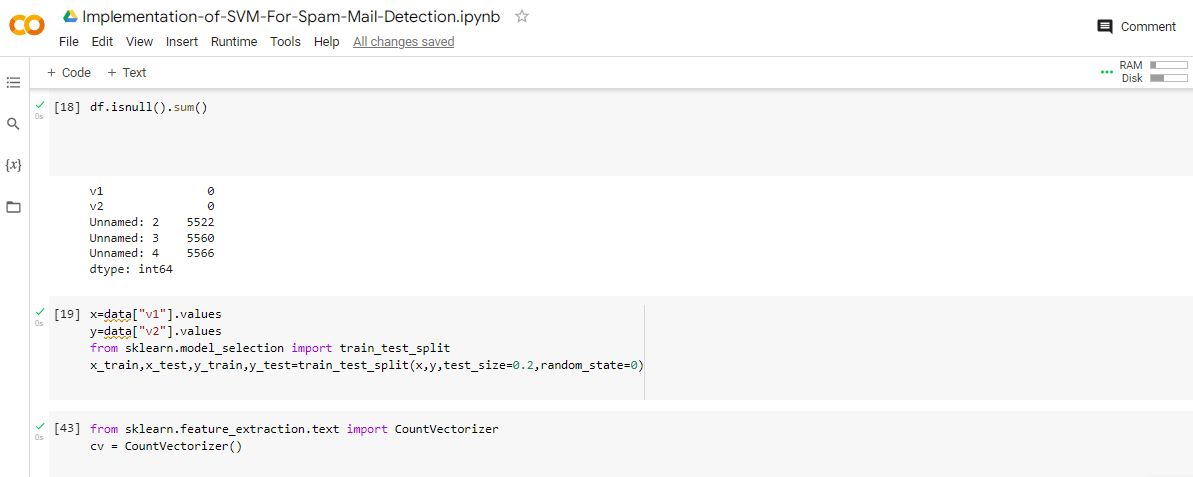 Implementation-of-SVM-For-Spam-Mail-Detection.ipynb
Comment
File Edit View Insert Runtime Tools Help All changes saved
+ Code + Text
RAM
Disk
[18] df.isnull().sum()
0s
{x}
v1 0
v2 0
Unnamed: 2 5522
Unnamed: 3 5560
Unnamed: 4 5566
dtype: int64
[19] x=data["v1"].values
0s
y=data["v2"].values
from sklearn.model_selection import train_test_split
x_train,x_test,y_train,y_test=train_test_split(x,y,test_size=0.2,random_state=0)
[43] from sklearn.feature_extraction.text import CountVectorizer
0s
cv = CountVectorizer()